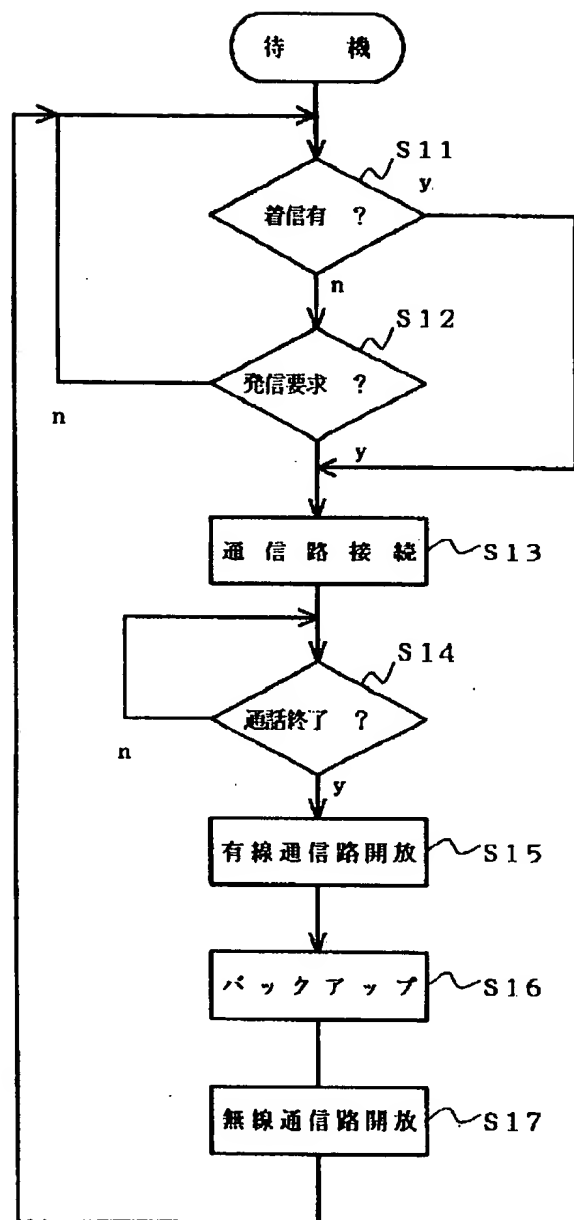 待機
S11
y
着信有 ?
n
S12
発信要求 ?
n
y
通信路接続
S13
S14
通話終了 ?
n
y
有線通信路開放
S15
バックアップ
S16
無線通信路開放
S17